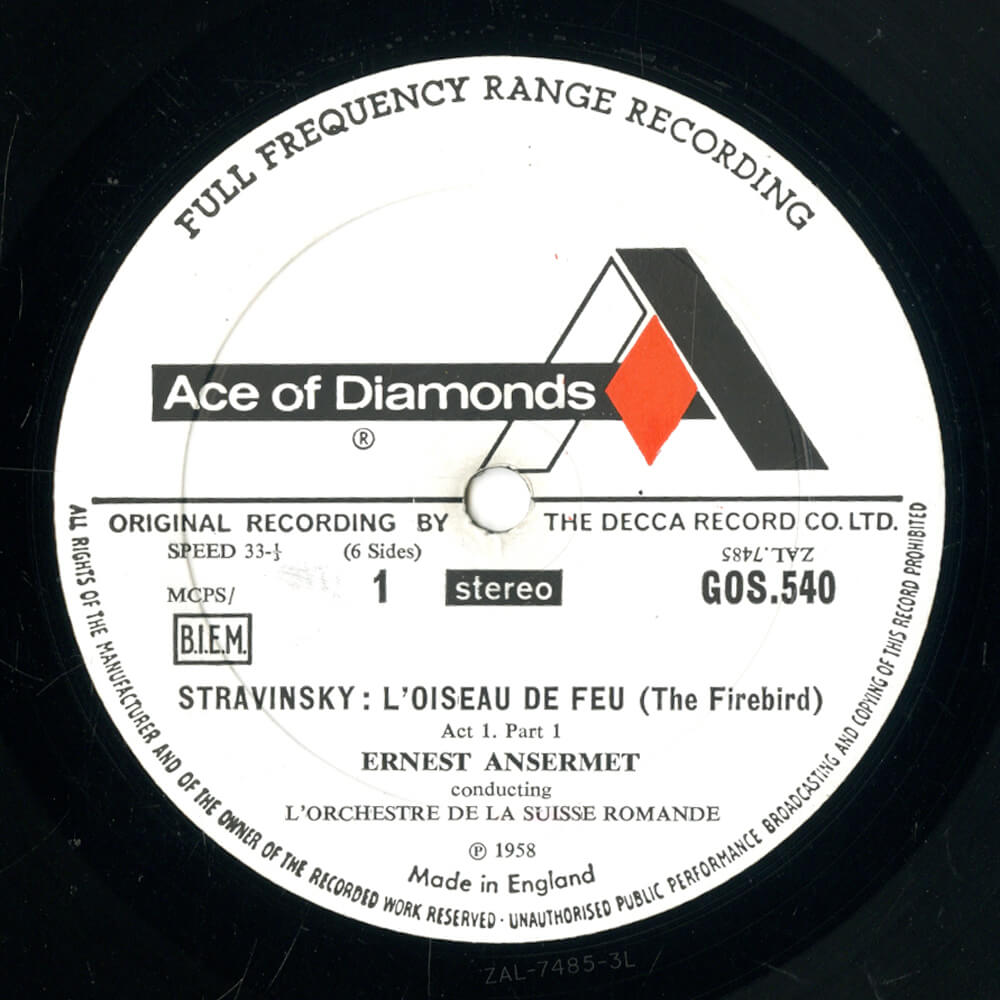 FULL FREQUENCY RANGE RECORDING
Ace of Diamonds
®
ORIGINAL RECORDING BY THE DECCA RECORD CO. LTD.
SPEED 33-⅓ (6 Sides) ZAL.7485
MCPS/ 1 stereo GOS.540
B.I.E.M.
STRAVINSKY : L'OISEAU DE FEU (The Firebird)
Act 1. Part 1
ERNEST ANSERMET
conducting
L'ORCHESTRE DE LA SUISSE ROMANDE
℗ 1958
Made in England
ALL RIGHTS OF THE MANUFACTURER AND OF THE OWNER OF THE RECORDED WORK RESERVED · UNAUTHORISED PUBLIC PERFORMANCE BROADCASTING AND COPYING OF THIS RECORD PROHIBITED
ZAL-7485-3L